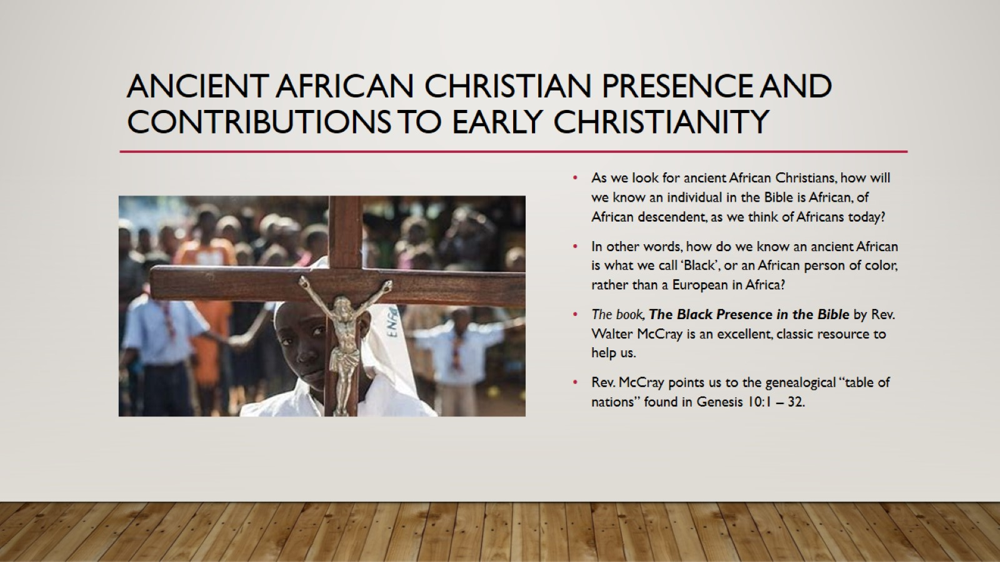 ANCIENT AFRICAN CHRISTIAN PRESENCE AND
CONTRIBUTIONS TO EARLY CHRISTIANITY
• As we look for ancient African Christians, how will
we know an individual in the Bible is African, of
African descendent, as we think of Africans today?
• In other words, how do we know an ancient African
is what we call ‘Black’, or an African person of color,
rather than a European in Africa?
• The book, The Black Presence in the Bible by Rev.
Walter McCray is an excellent, classic resource to
help us.
• Rev. McCray points us to the genealogical “table of
nations” found in Genesis 10:1 – 32.